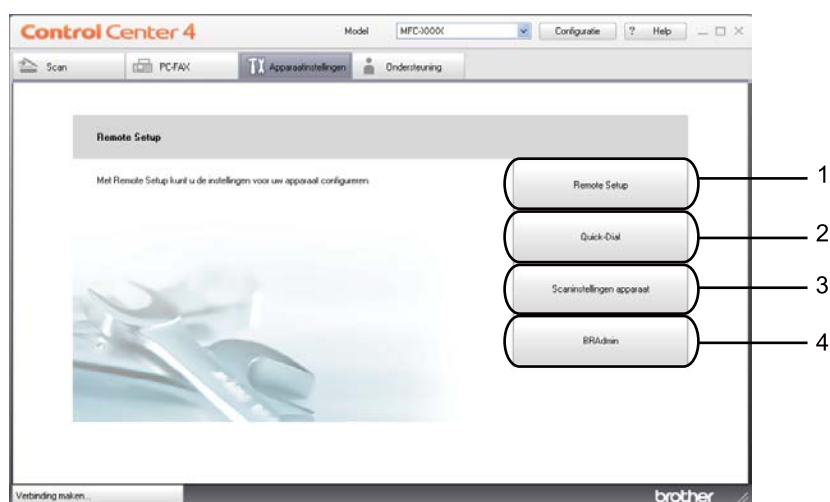 Control Center 4 Model MFC-XXXX Configuratie ? Help
Scan PC-FAX Apparaatinstellingen Ondersteuning
Remote Setup
Met Remote Setup kunt u de instellingen voor uw apparaat configureren
Remote Setup 1
Quick-Dial 2
Scaninstellingen apparaat 3
BRAdmin 4
Verbinding maken... brother